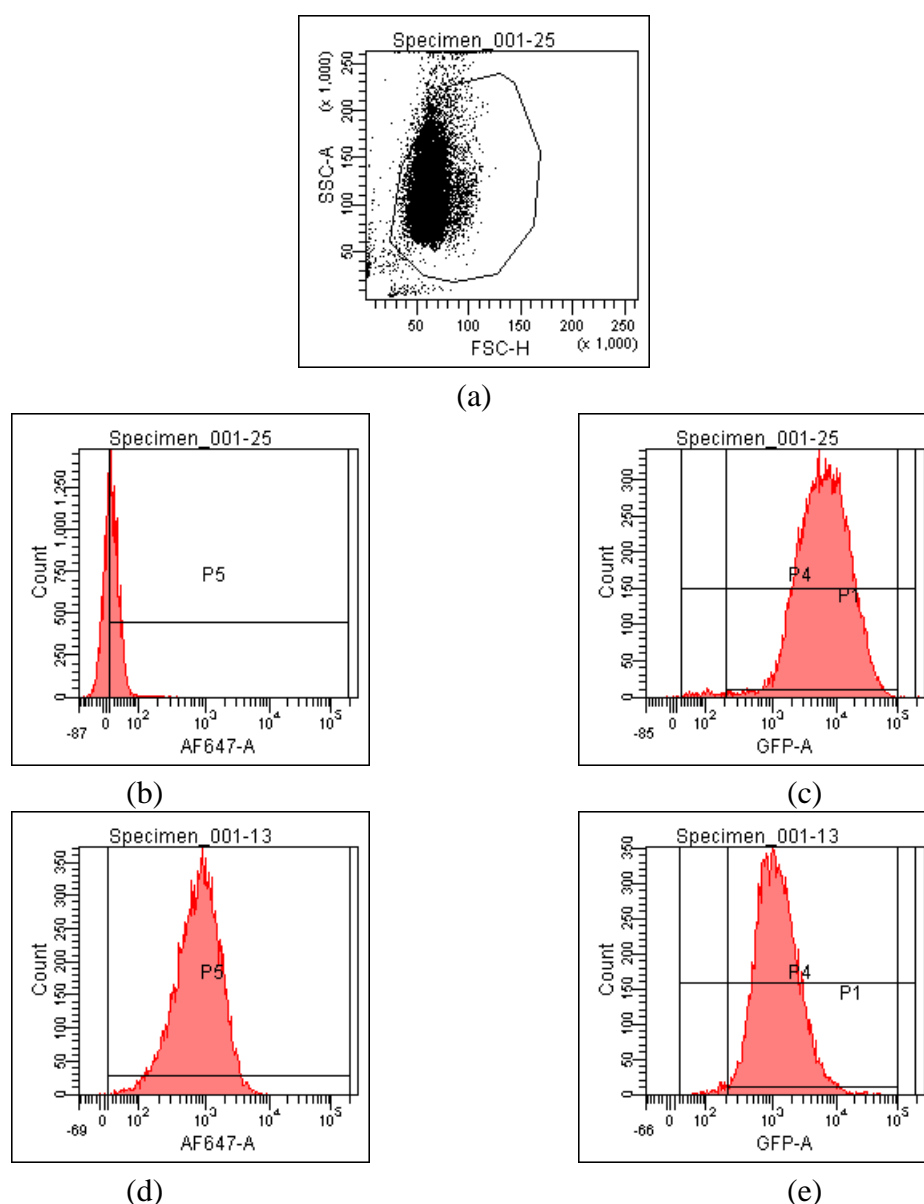 Specimen_001-25
(x 1,000)
SSC-A
250
200
150
100
50
50 100 150 200 250
FSC-H (x 1,000)
(a)
Specimen_001-25
Count
1,250
1,000
750
500
250
0
P5
-87 0 10² 10³ 10⁴ 10⁵
AF647-A
(b)
Specimen_001-25
Count
300
250
200
150
100
50
0
P4
P1
-85 0 10² 10³ 10⁴ 10⁵
GFP-A
(c)
Specimen_001-13
Count
350
300
250
200
150
100
50
0
P5
-69 0 10² 10³ 10⁴ 10⁵
AF647-A
(d)
Specimen_001-13
Count
350
300
250
200
150
100
50
0
P4
P1
-66 0 10² 10³ 10⁴ 10⁵
GFP-A
(e)